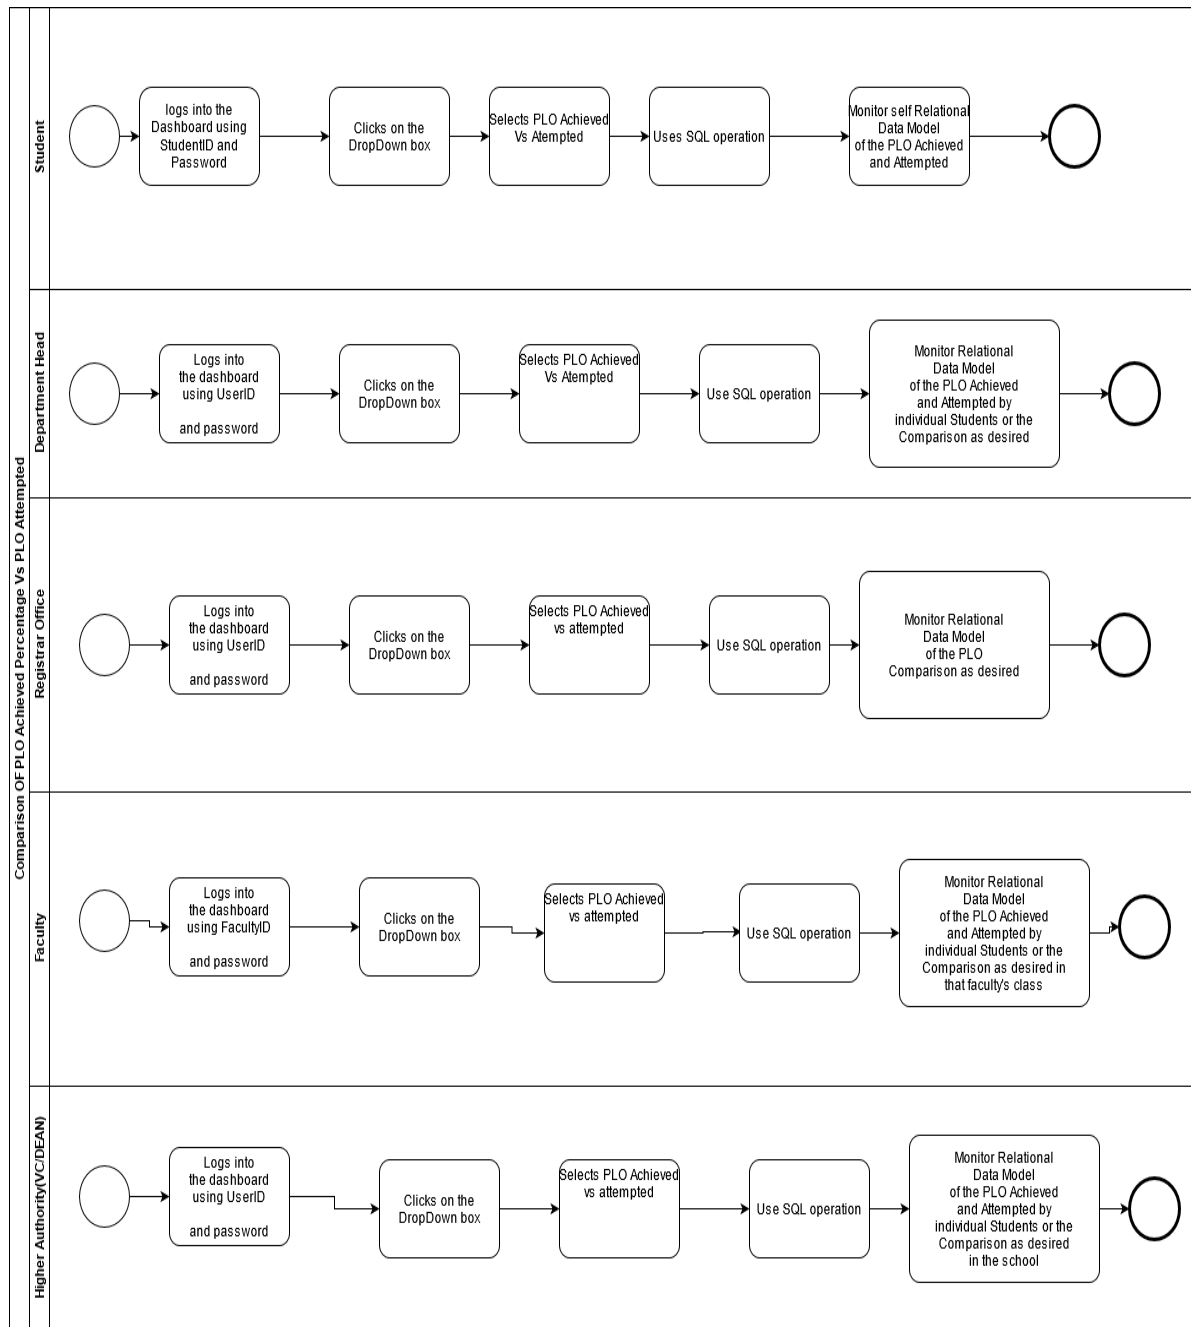 Comparison OF PLO Achieved Percentage Vs PLO Attempted
Student
logs into the
Dashboard using
StudentID and
Password
Clicks on the
DropDown box
Selects PLO Achieved
Vs Atempted
Uses SQL operation
Monitor self Relational
Data Model
of the PLO Achieved
and Attempted
Department Head
Logs into
the dashboard
using UserID
and password
Clicks on the
DropDown box
Selects PLO Achieved
Vs Atempted
Use SQL operation
Monitor Relational
Data Model
of the PLO Achieved
and Attempted by
individual Students or the
Comparison as desired
Registrar Office
Logs into
the dashboard
using UserID
and password
Clicks on the
DropDown box
Selects PLO Achieved
vs attempted
Use SQL operation
Monitor Relational
Data Model
of the PLO
Comparison as desired
Faculty
Logs into
the dashboard
using FacultyID
and password
Clicks on the
DropDown box
Selects PLO Achieved
vs attempted
Use SQL operation
Monitor Relational
Data Model
of the PLO Achieved
and Attempted by
individual Students or the
Comparison as desired in
that faculty's class
Higher Authority(VC/DEAN)
Logs into
the dashboard
using UserID
and password
Clicks on the
DropDown box
Selects PLO Achieved
vs attempted
Use SQL operation
Monitor Relational
Data Model
of the PLO Achieved
and Attempted by
individual Students or the
Comparison as desired
in the school